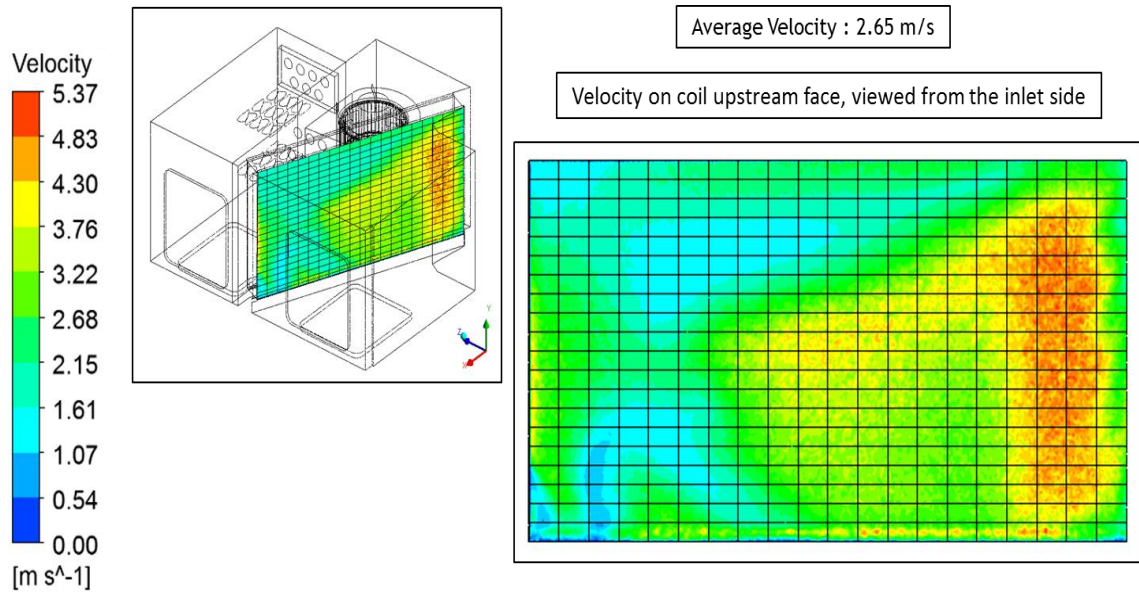 Average Velocity : 2.65 m/s
Velocity on coil upstream face, viewed from the inlet side
Velocity
5.37
4.83
4.30
3.76
3.22
2.68
2.15
1.61
1.07
0.54
0.00
[m s^-1]
Y
Z
X